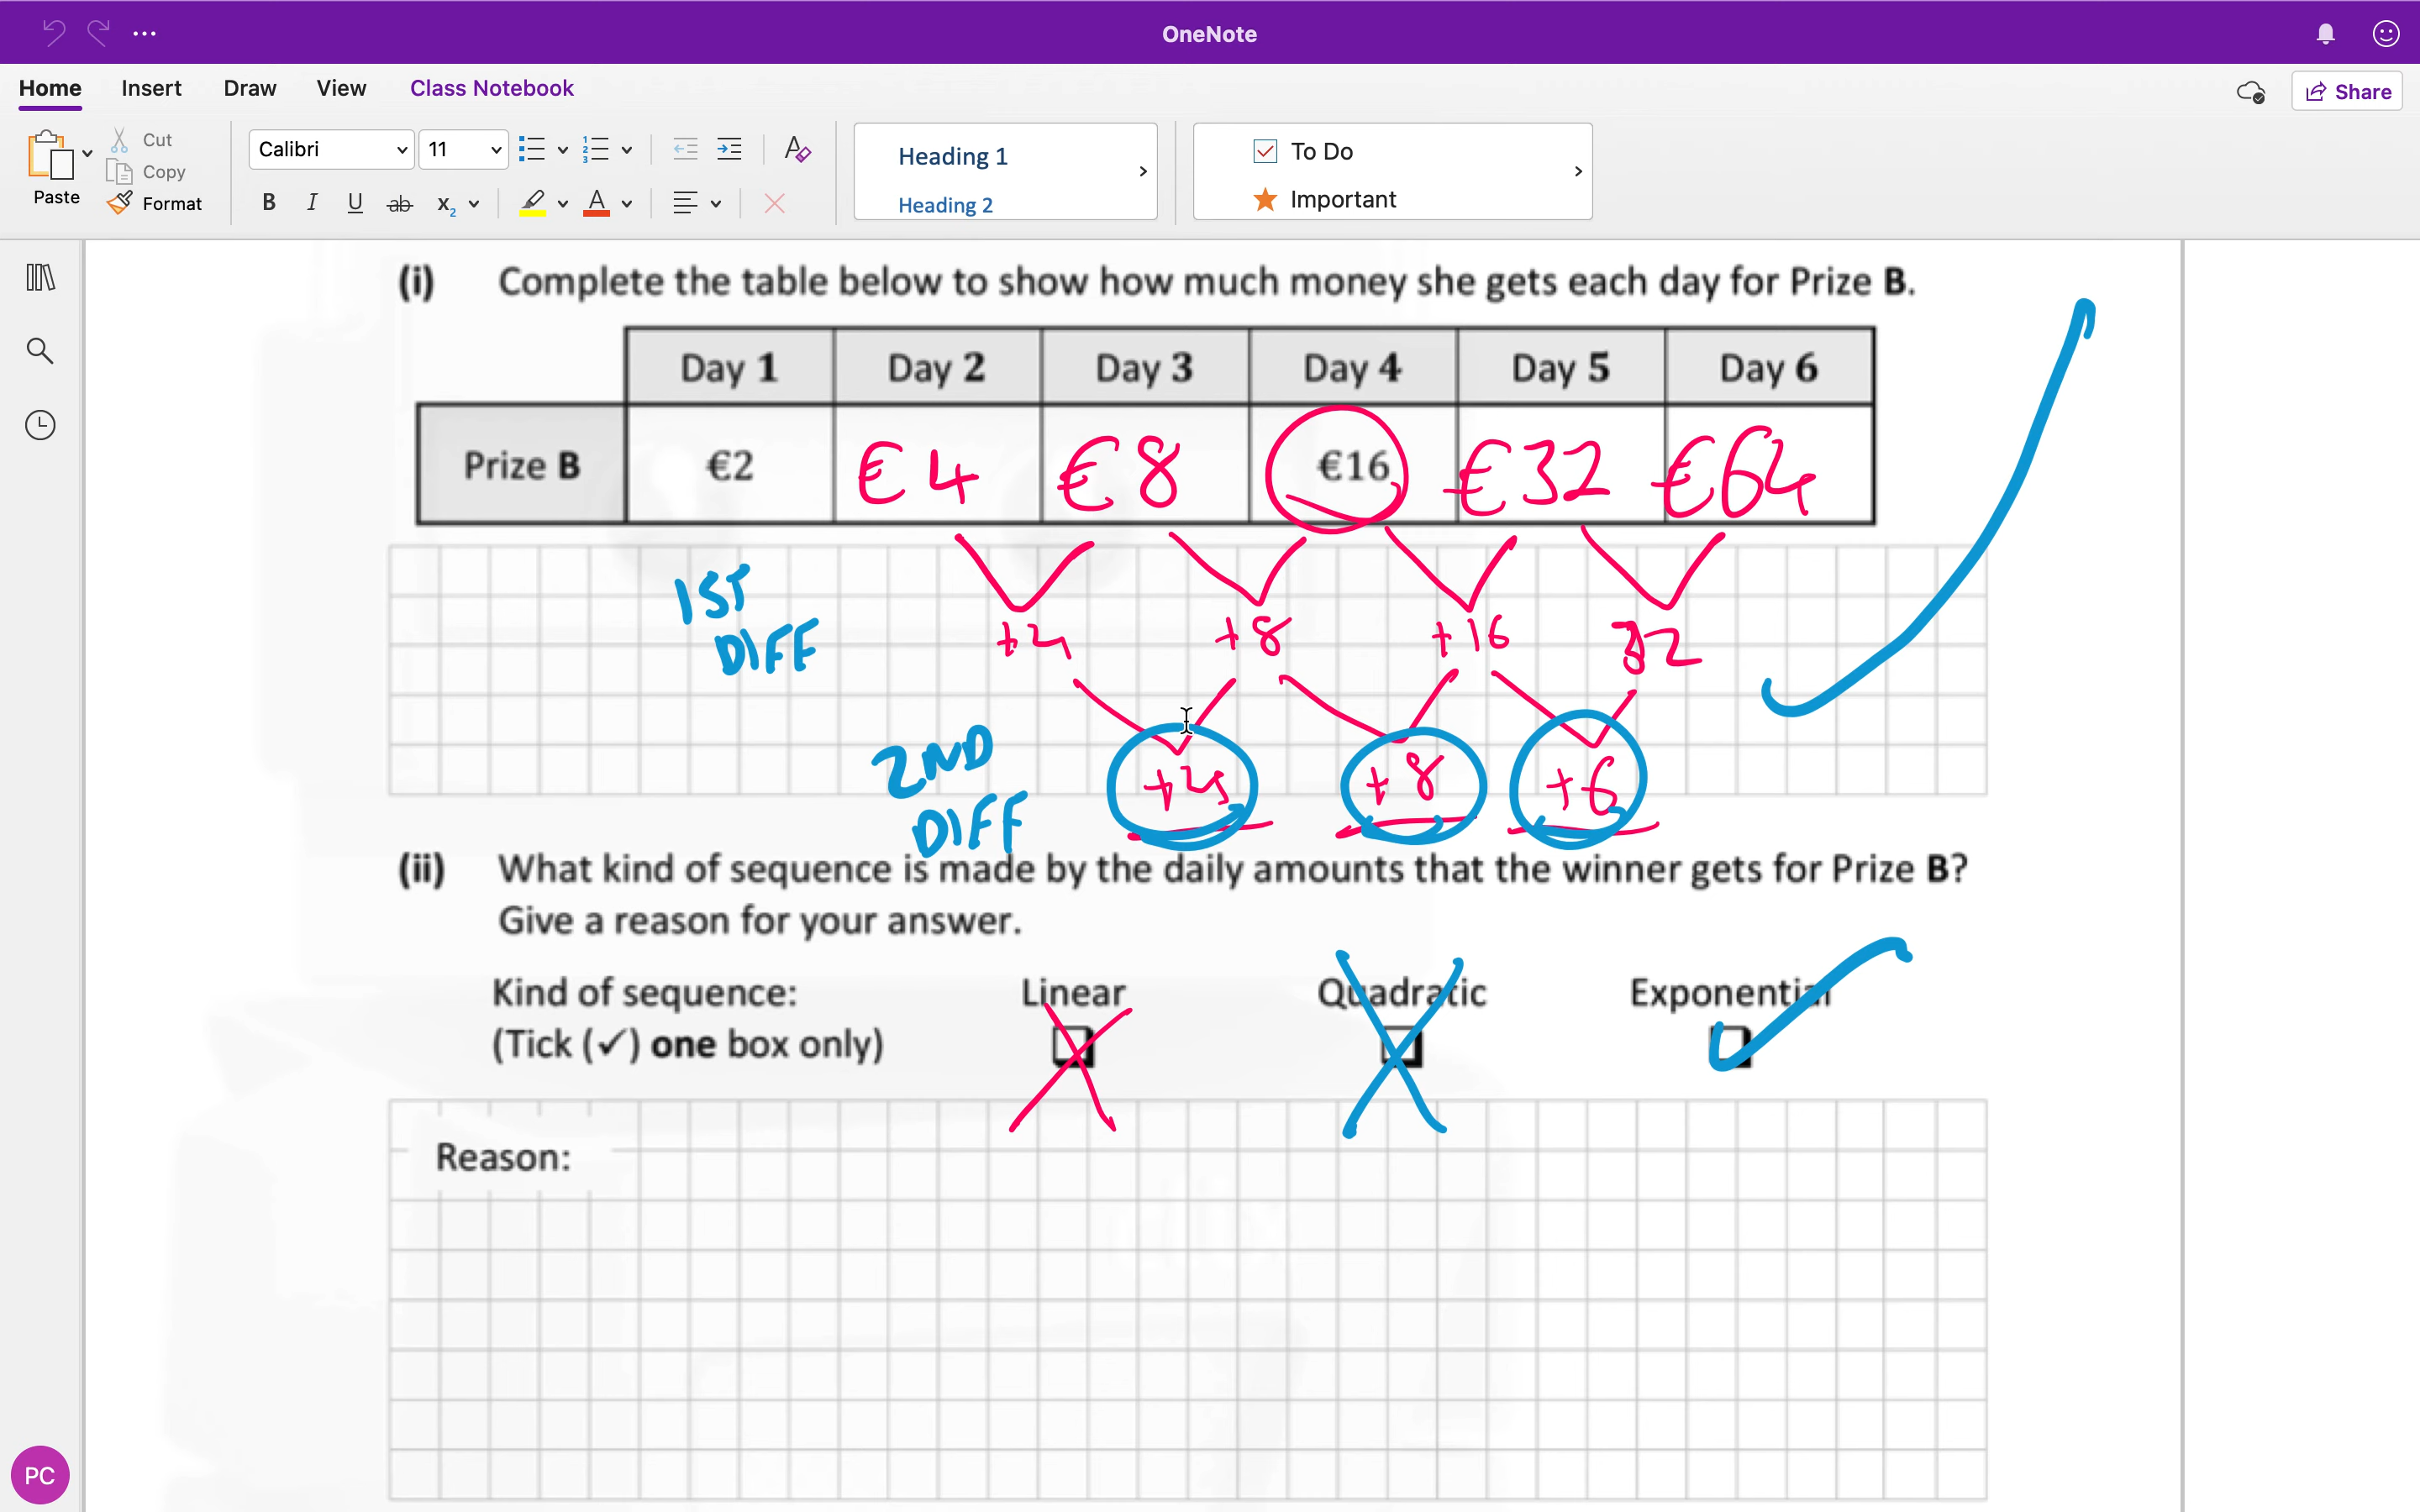 OneNote
Home Insert Draw View Class Notebook Share
Paste Cut Copy Format
Calibri 11
B I U ab x2 A
Heading 1
Heading 2
To Do
Important
(i) Complete the table below to show how much money she gets each day for Prize B.
Day 1 Day 2 Day 3 Day 4 Day 5 Day 6
Prize B €2 €4 €8 €16 €32 €64
1ST
DIFF
+4 +8 +16 32
2ND
DIFF
+4 +8 +6
(ii) What kind of sequence is made by the daily amounts that the winner gets for Prize B?
Give a reason for your answer.
Kind of sequence: Linear Quadratic Exponential
(Tick (✓) one box only)
Reason:
PC